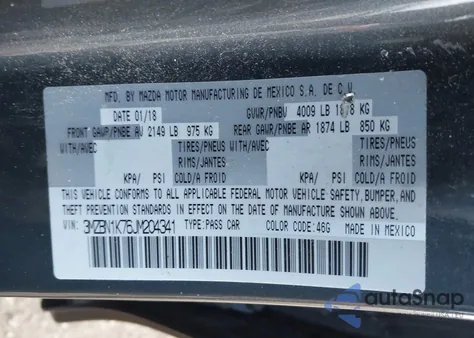 MFD. BY MAZDA MOTOR MANUFACTURING DE MEXICO S.A. DE C.V.
01/18 GVWR/PNBV 4009 LB KG
FRONT GAWR/PNBE AV 2149 LB 975 KG REAR GAWR/PNBE AR 1874 LB 850 KG
WITH/AVEC TIRES/PNEUS WITH/AVEC TIRES/PNEUS
RIMS/JANTES RIMS/JANTES
KPA/ PSI COLD/A FROID KPA/ PSI COLD/A FROID
THIS VEHICLE CONFORMS TO ALL APPLICABLE FEDERAL MOTOR VEHICLE SAFETY, BUMPER, AND
THEFT PREVENTION STANDARDS IN EFFECT ON THE DATE OF MANUFACTURE SHOWN ABOVE.
VIN: 3MZBN1K76JM204341 TYPE: PASS CAR COLOR CODE: 46G MADE IN MEXICO
autoSnap